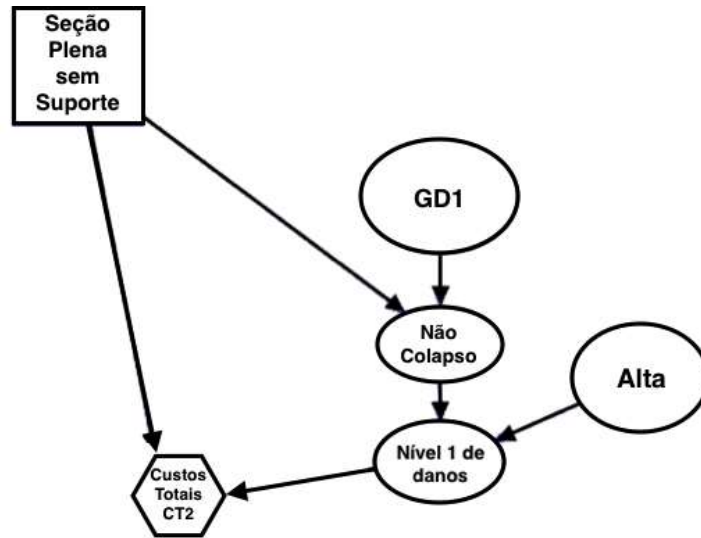 Seção
Plena
sem
Suporte
GD1
Não
Colapso
Alta
Nível 1 de
danos
Custos
Totais
CT2